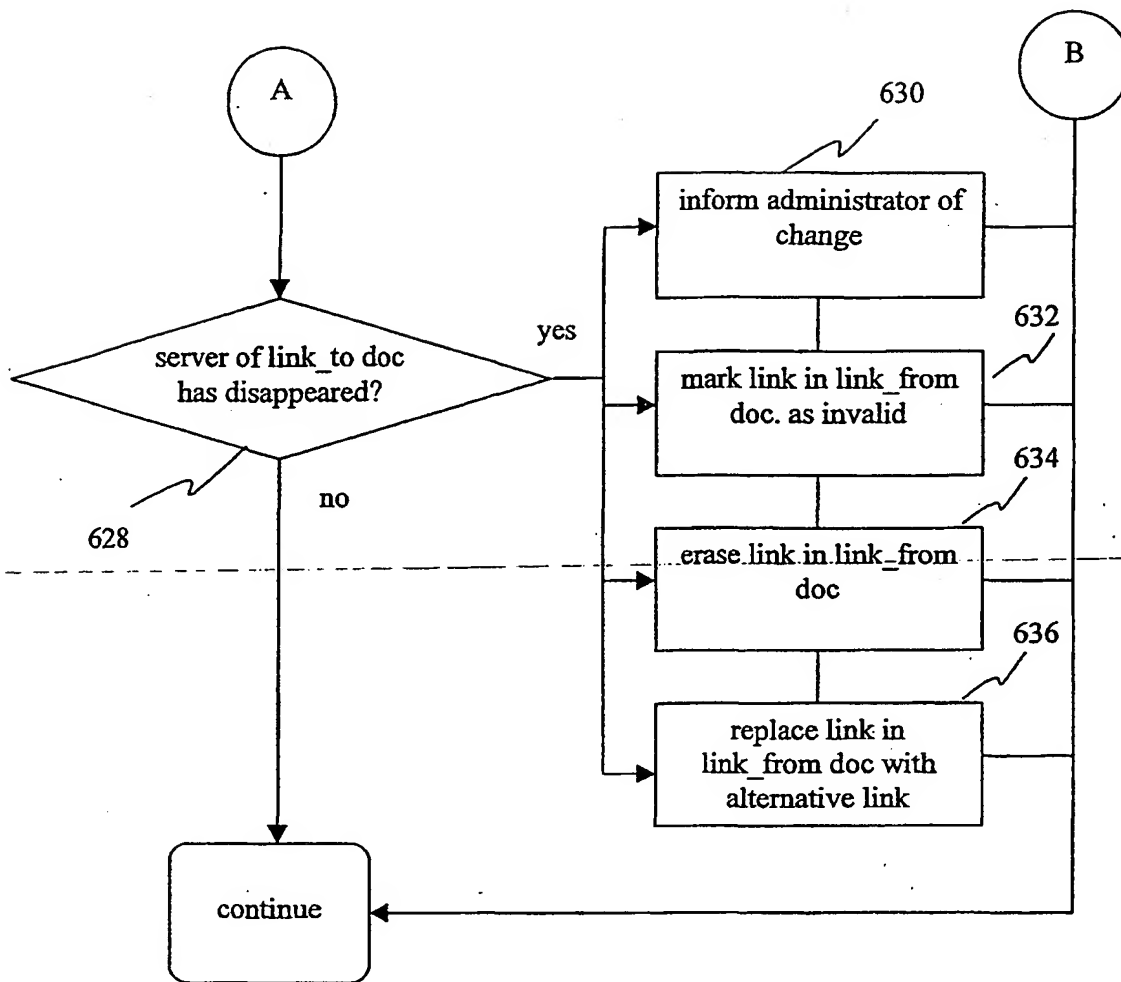 A
B
630
inform administrator of
change
yes
632
server of link_to doc
has disappeared?
mark link in link_from
doc. as invalid
634
no
628
erase link in link_from
doc
636
replace link in
link_from doc with
alternative link
continue